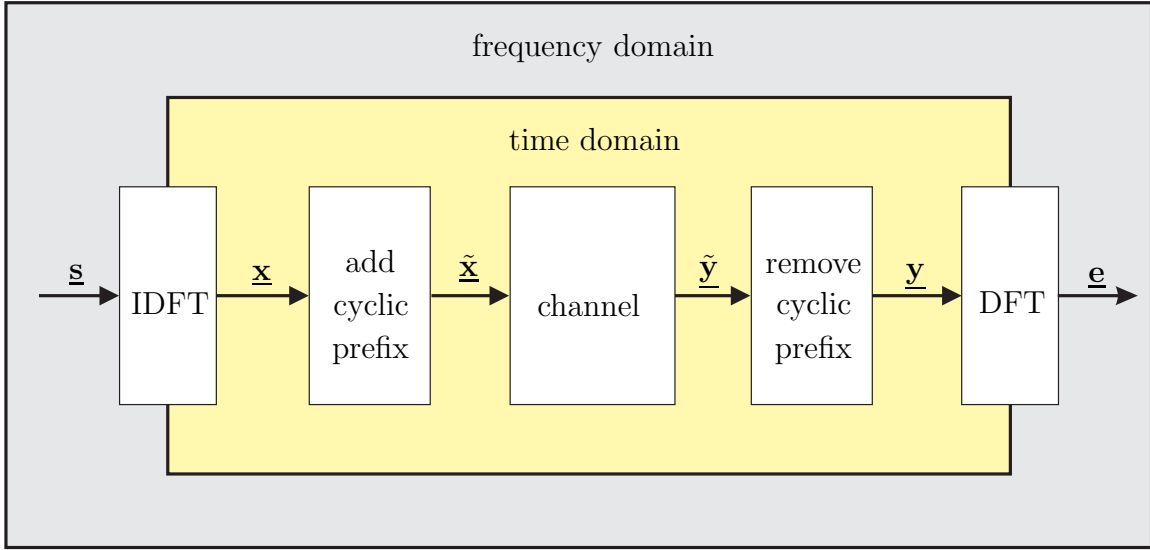 frequency domain
time domain
s
IDFT
x
add
cyclic
prefix
x̃
channel
ỹ
remove
cyclic
prefix
y
DFT
e